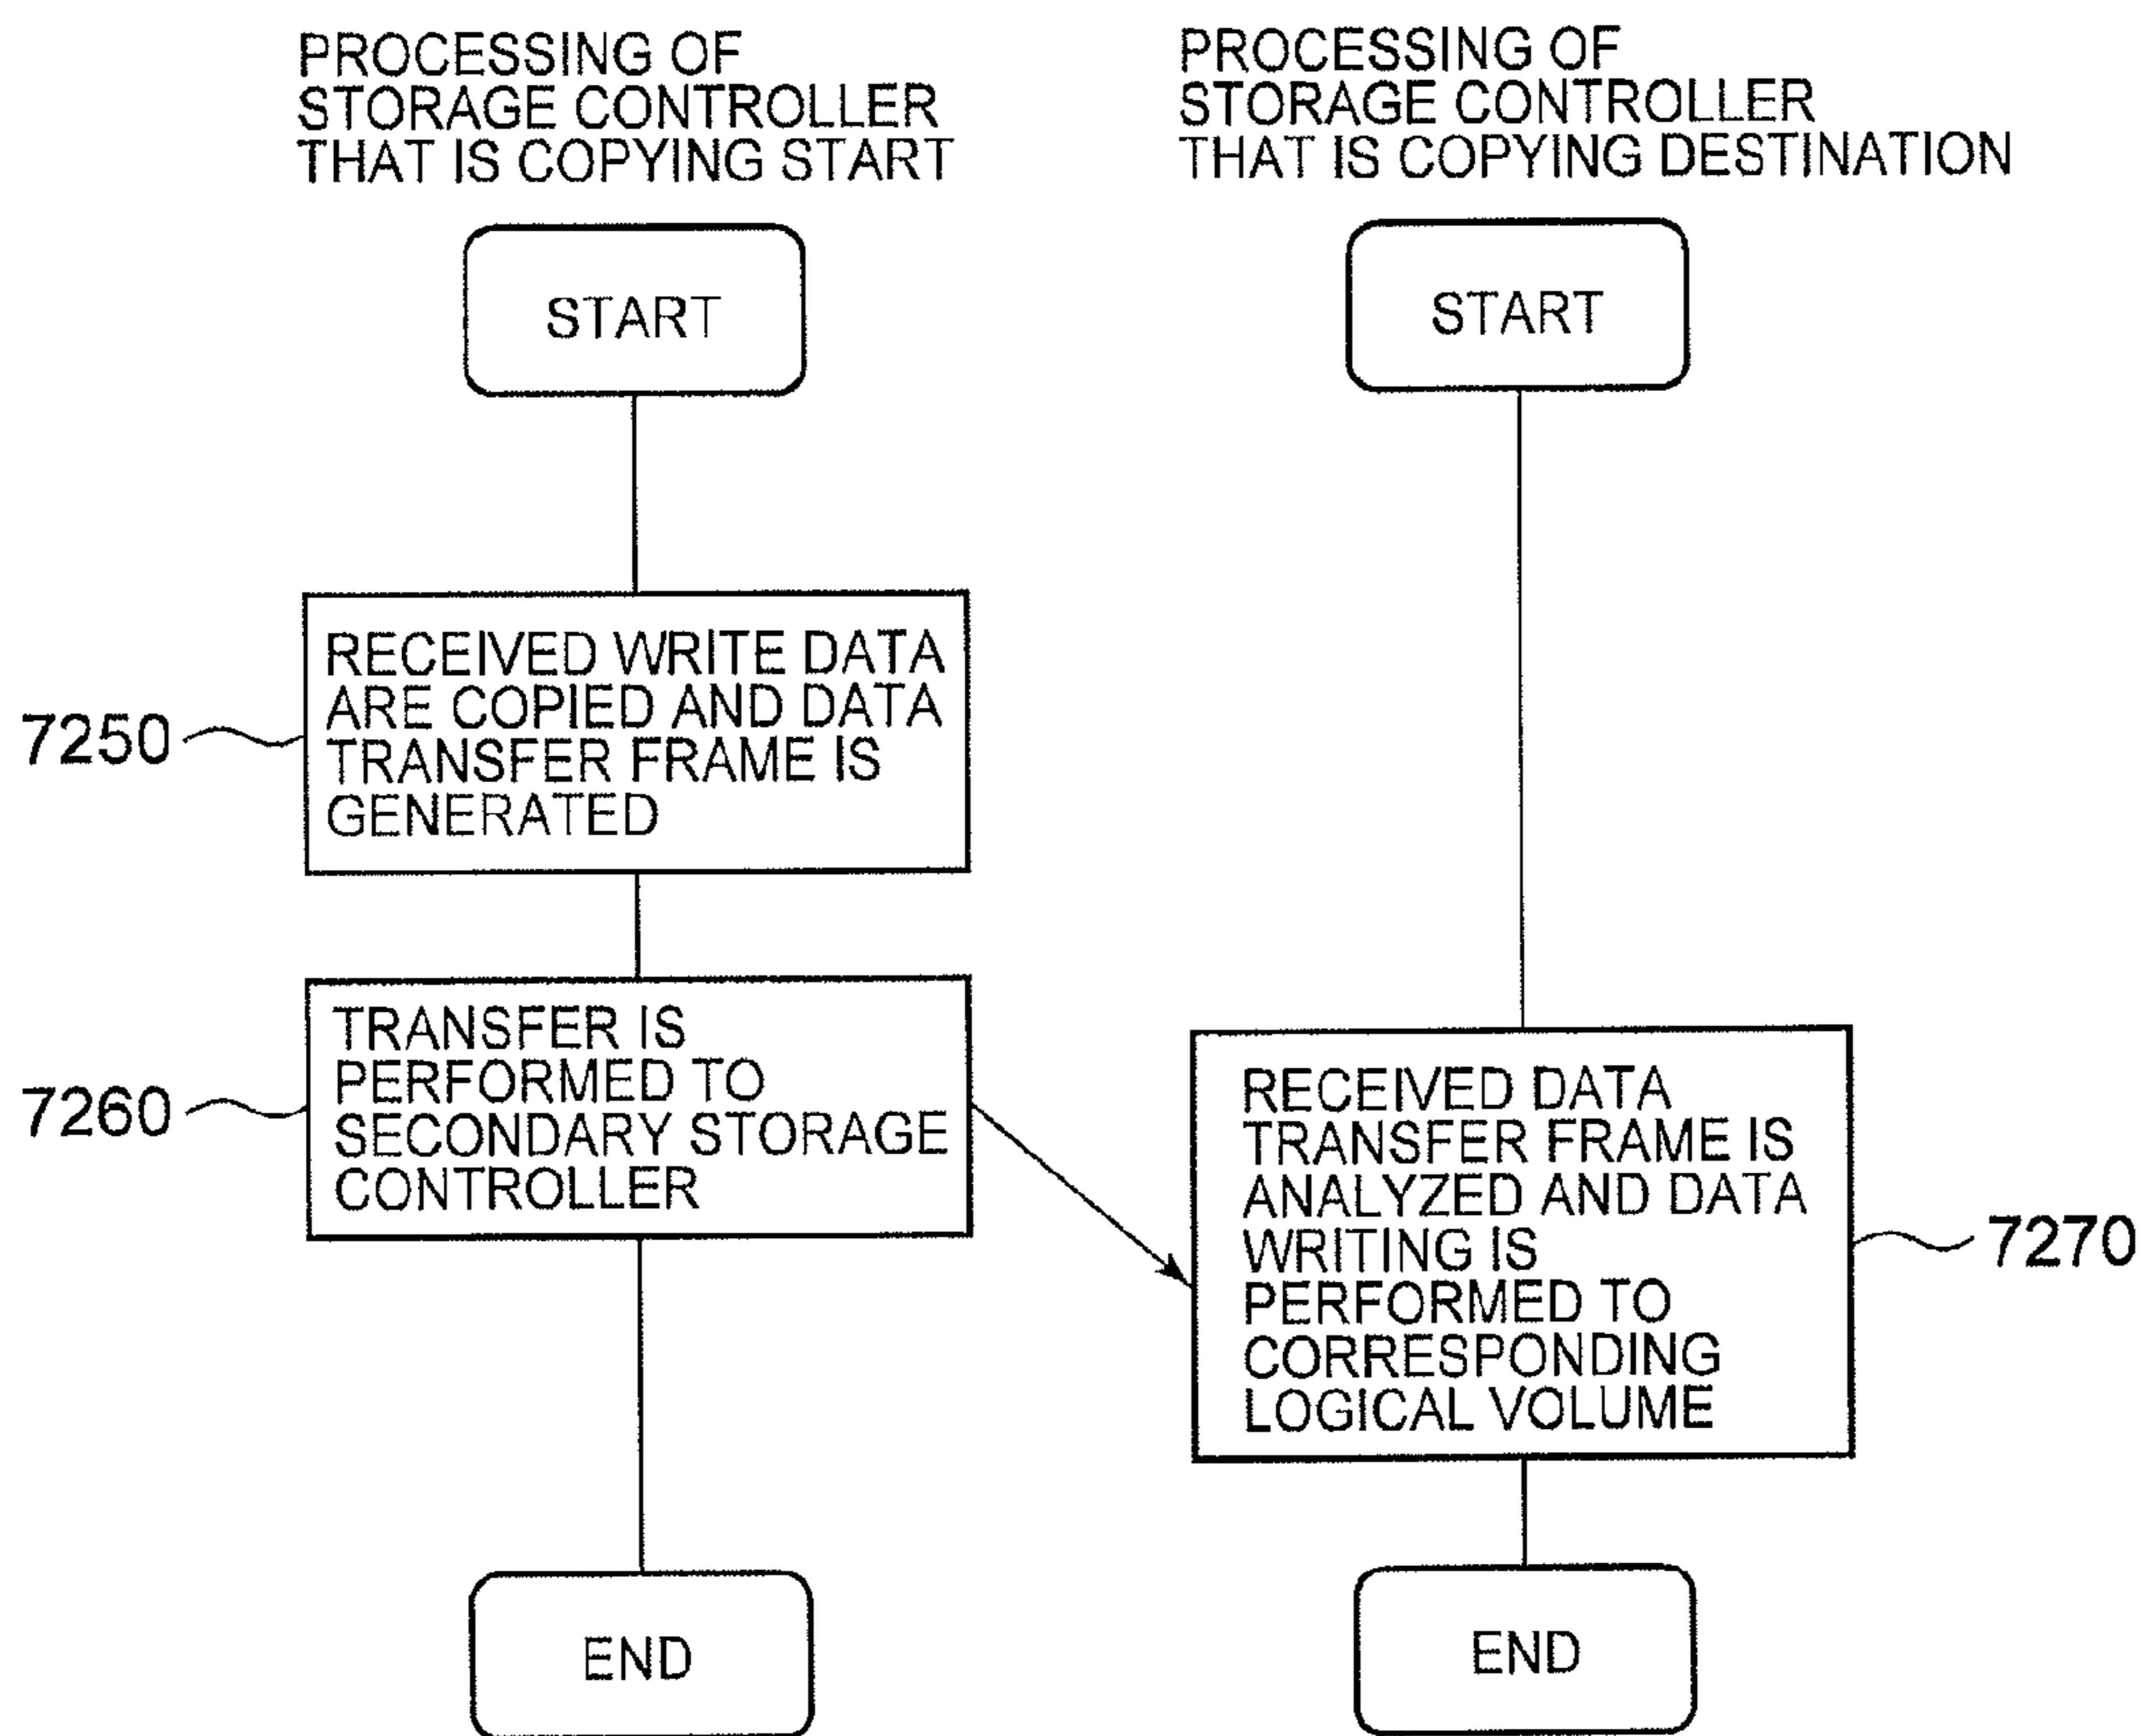 PROCESSING OF
STORAGE CONTROLLER
THAT IS COPYING START
START
7250
RECEIVED WRITE DATA
ARE COPIED AND DATA
TRANSFER FRAME IS
GENERATED
7260
TRANSFER IS
PERFORMED TO
SECONDARY STORAGE
CONTROLLER
END
PROCESSING OF
STORAGE CONTROLLER
THAT IS COPYING DESTINATION
START
RECEIVED DATA
TRANSFER FRAME IS
ANALYZED AND DATA
WRITING IS
PERFORMED TO
CORRESPONDING
LOGICAL VOLUME
7270
END